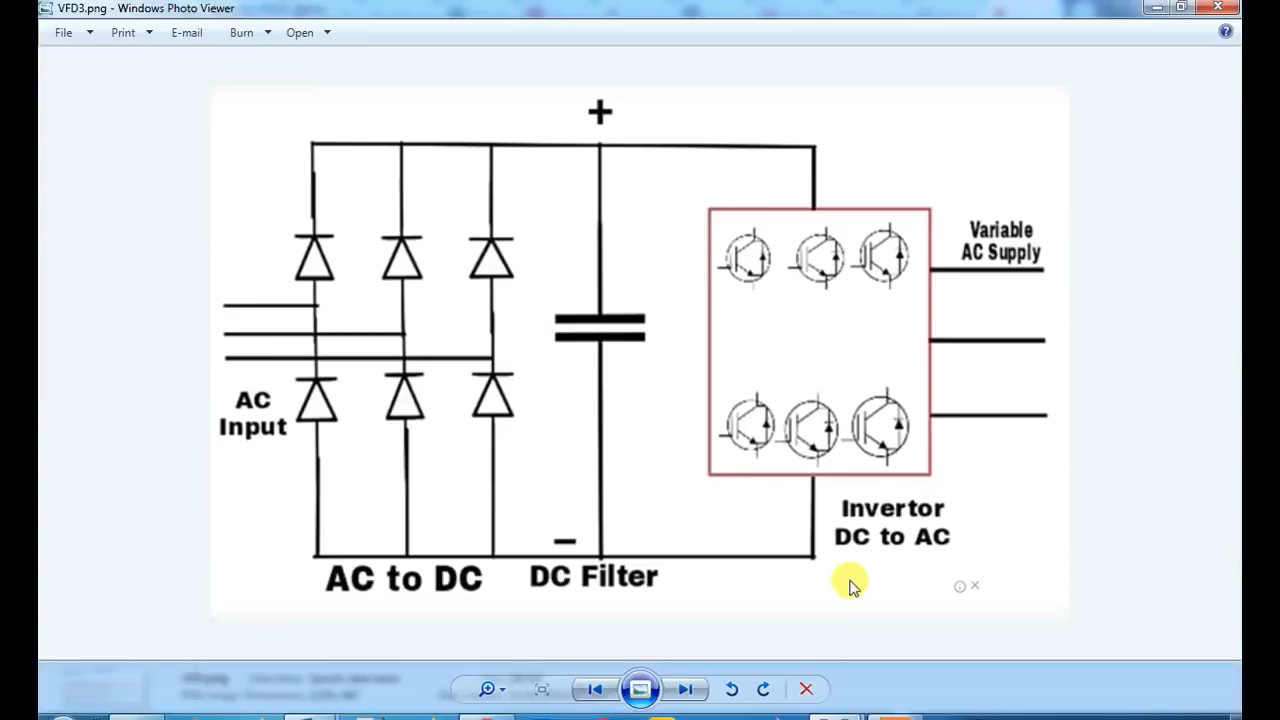 VFD3.png - Windows Photo Viewer
File Print E-mail Burn Open
+
Variable
AC Supply
AC
Input
Invertor
DC to AC
−
AC to DC
DC Filter